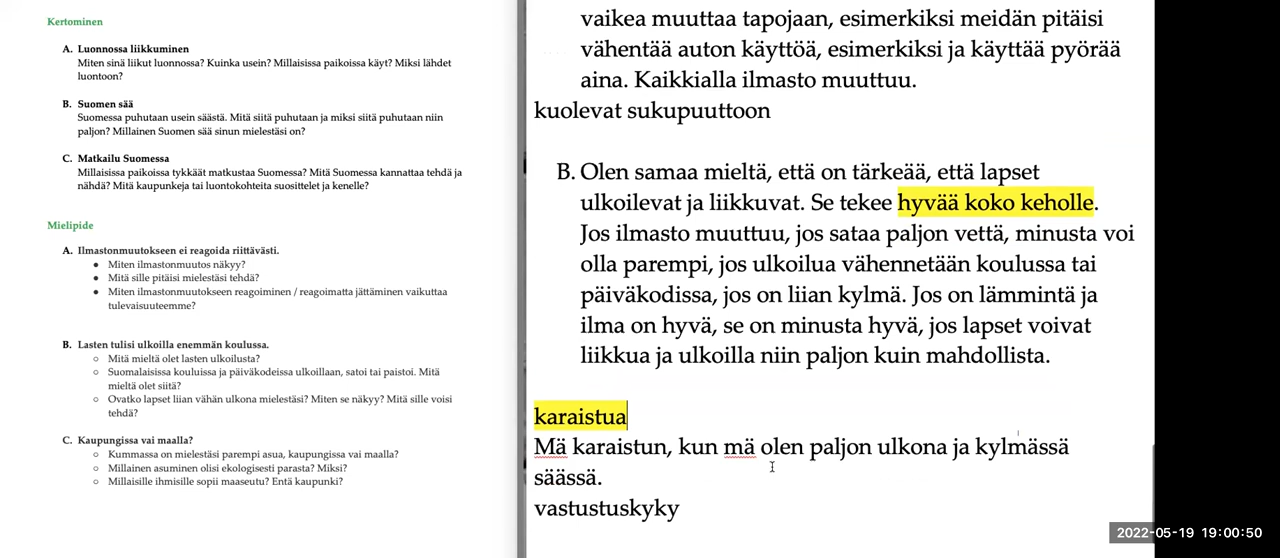 Kertominen
A. Luonnossa liikkuminen
Miten sinä liikut luonnossa? Kuinka usein? Millaisissa paikoissa käyt? Miksi lähdet
luontoon?
B. Suomen sää
Suomessa puhutaan usein säästä. Mitä siitä puhutaan ja miksi siitä puhutaan niin
paljon? Millainen Suomen sää sinun mielestäsi on?
C. Matkailu Suomessa
Millaisissa paikoissa tykkäät matkustaa Suomessa? Mitä Suomessa kannattaa tehdä ja
nähdä? Mitä kaupunkeja tai luontokohteita suosittelet ja kenelle?
Mielipide
A. Ilmastonmuutokseen ei reagoida riittävästi.
● Miten ilmastonmuutos näkyy?
● Mitä sille pitäisi mielestäsi tehdä?
● Miten ilmastonmuutokseen reagoiminen / reagoimatta jättäminen vaikuttaa
tulevaisuuteemme?
B. Lasten tulisi ulkoilla enemmän koulussa.
○ Mitä mieltä olet lasten ulkoilusta?
○ Suomalaisissa kouluissa ja päiväkodeissa ulkoillaan, satoi tai paistoi. Mitä
mieltä olet siitä?
○ Ovatko lapset liian vähän ulkona mielestäsi? Miten se näkyy? Mitä sille voisi
tehdä?
C. Kaupungissa vai maalla?
○ Kummassa on mielestäsi parempi asua, kaupungissa vai maalla?
○ Millainen asuminen olisi ekologisesti parasta? Miksi?
○ Millaisille ihmisille sopii maaseutu? Entä kaupunki?
vaikea muuttaa tapojaan, esimerkiksi meidän pitäisi
vähentää auton käyttöä, esimerkiksi ja käyttää pyörää
aina. Kaikkialla ilmasto muuttuu.
kuolevat sukupuuttoon
B. Olen samaa mieltä, että on tärkeää, että lapset
ulkoilevat ja liikkuvat. Se tekee hyvää koko keholle.
Jos ilmasto muuttuu, jos sataa paljon vettä, minusta voi
olla parempi, jos ulkoilua vähennetään koulussa tai
päiväkodissa, jos on liian kylmä. Jos on lämmintä ja
ilma on hyvä, se on minusta hyvä, jos lapset voivat
liikkua ja ulkoilla niin paljon kuin mahdollista.
karaistua
Mä karaistun, kun mä olen paljon ulkona ja kylmässä
säässä.
vastustuskyky
2022-05-19 19:00:50